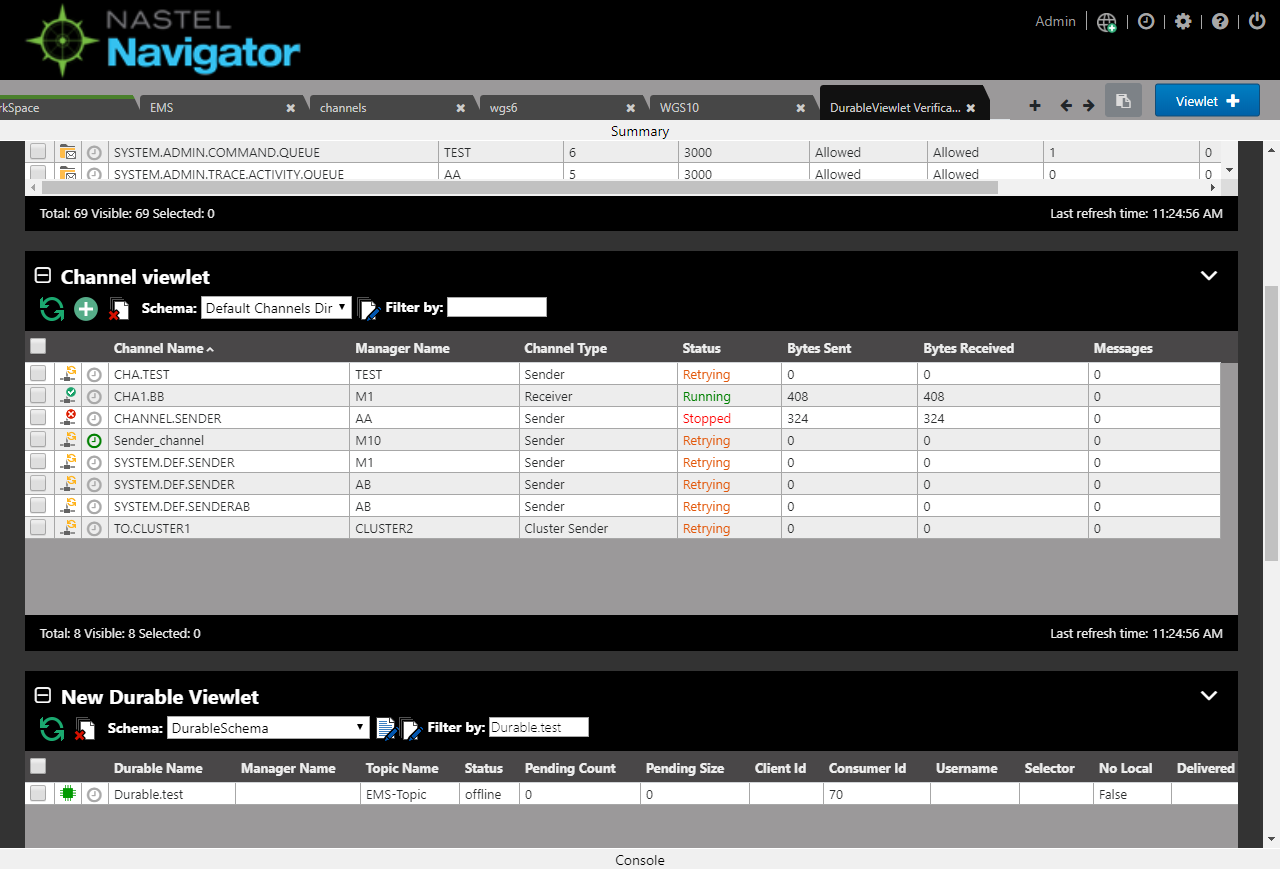 NASTEL
Navigator
Admin
rkSpace EMS channels wgs6 WGS10 DurableViewlet Verifica... Viewlet
Summary
SYSTEM.ADMIN.COMMAND.QUEUE TEST 6 3000 Allowed Allowed 1 0
SYSTEM.ADMIN.TRACE.ACTIVITY.QUEUE AA 5 3000 Allowed Allowed 0 0
Total: 69 Visible: 69 Selected: 0 Last refresh time: 11:24:56 AM
Channel viewlet
Schema: Default Channels Dir Filter by:
Channel Name Manager Name Channel Type Status Bytes Sent Bytes Received Messages
CHA.TEST TEST Sender Retrying 0 0 0
CHA1.BB M1 Receiver Running 408 408 0
CHANNEL.SENDER AA Sender Stopped 324 324 0
Sender_channel M10 Sender Retrying 0 0 0
SYSTEM.DEF.SENDER M1 Sender Retrying 0 0 0
SYSTEM.DEF.SENDER AB Sender Retrying 0 0 0
SYSTEM.DEF.SENDERAB AB Sender Retrying 0 0 0
TO.CLUSTER1 CLUSTER2 Cluster Sender Retrying 0 0 0
Total: 8 Visible: 8 Selected: 0 Last refresh time: 11:24:56 AM
New Durable Viewlet
Schema: DurableSchema Filter by: Durable.test
Durable Name Manager Name Topic Name Status Pending Count Pending Size Client Id Consumer Id Username Selector No Local Delivered
Durable.test EMS-Topic offline 0 0 70 False
Console